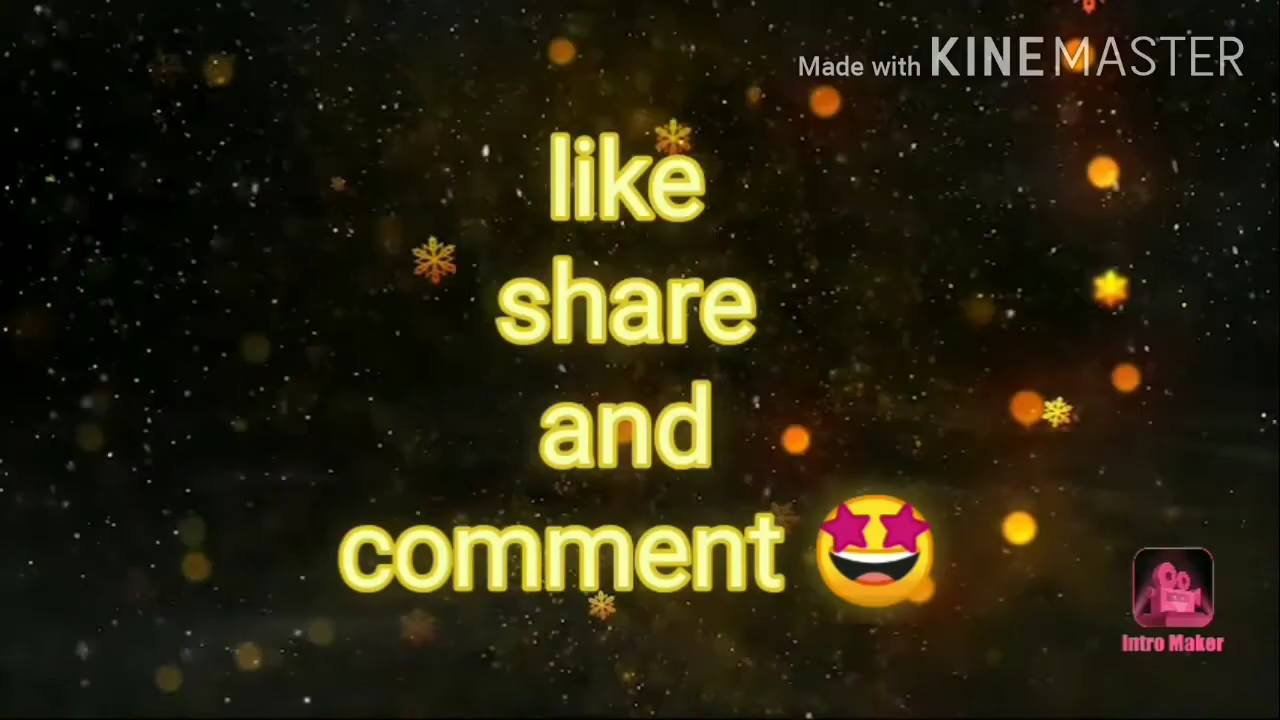 Made with KINEMASTER
like
share
and
comment 🤩
Intro Maker